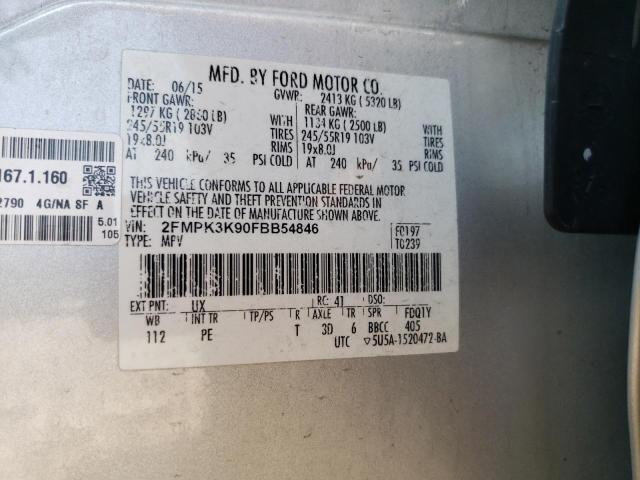 MFD. BY FORD MOTOR CO.
DATE: 06/15 GVWR: 2413 KG ( 5320 LB)
FRONT GAWR: REAR GAWR:
1297 KG ( 2860 LB) WITH 1134 KG ( 2500 LB) WITH
245/55R19 103V TIRES 245/55R19 103V TIRES
19x8.0J RIMS 19x8.0J RIMS
AT 240 kPa/ 35 PSI COLD AT 240 kPa/ 35 PSI COLD
THIS VEHICLE CONFORMS TO ALL APPLICABLE FEDERAL MOTOR
VEHICLE SAFETY AND BUMPER AND THEFT PREVENTION STANDARDS IN
EFFECT ON THE DATE OF MANUFACTURE SHOWN ABOVE.
VIN: 2FMPK3K90FBB54846 F0197
TYPE: MPV T0239
EXT PNT: UX RC: 41 DSO:
WB INT TR TP/PS R AXLE TR SPR FDQ1Y
112 PE T 3D 6 BBCC 405
UTC ▽5U5A-1520472-BA
167.1.160
2790 4G/NA SF A
5.01
105